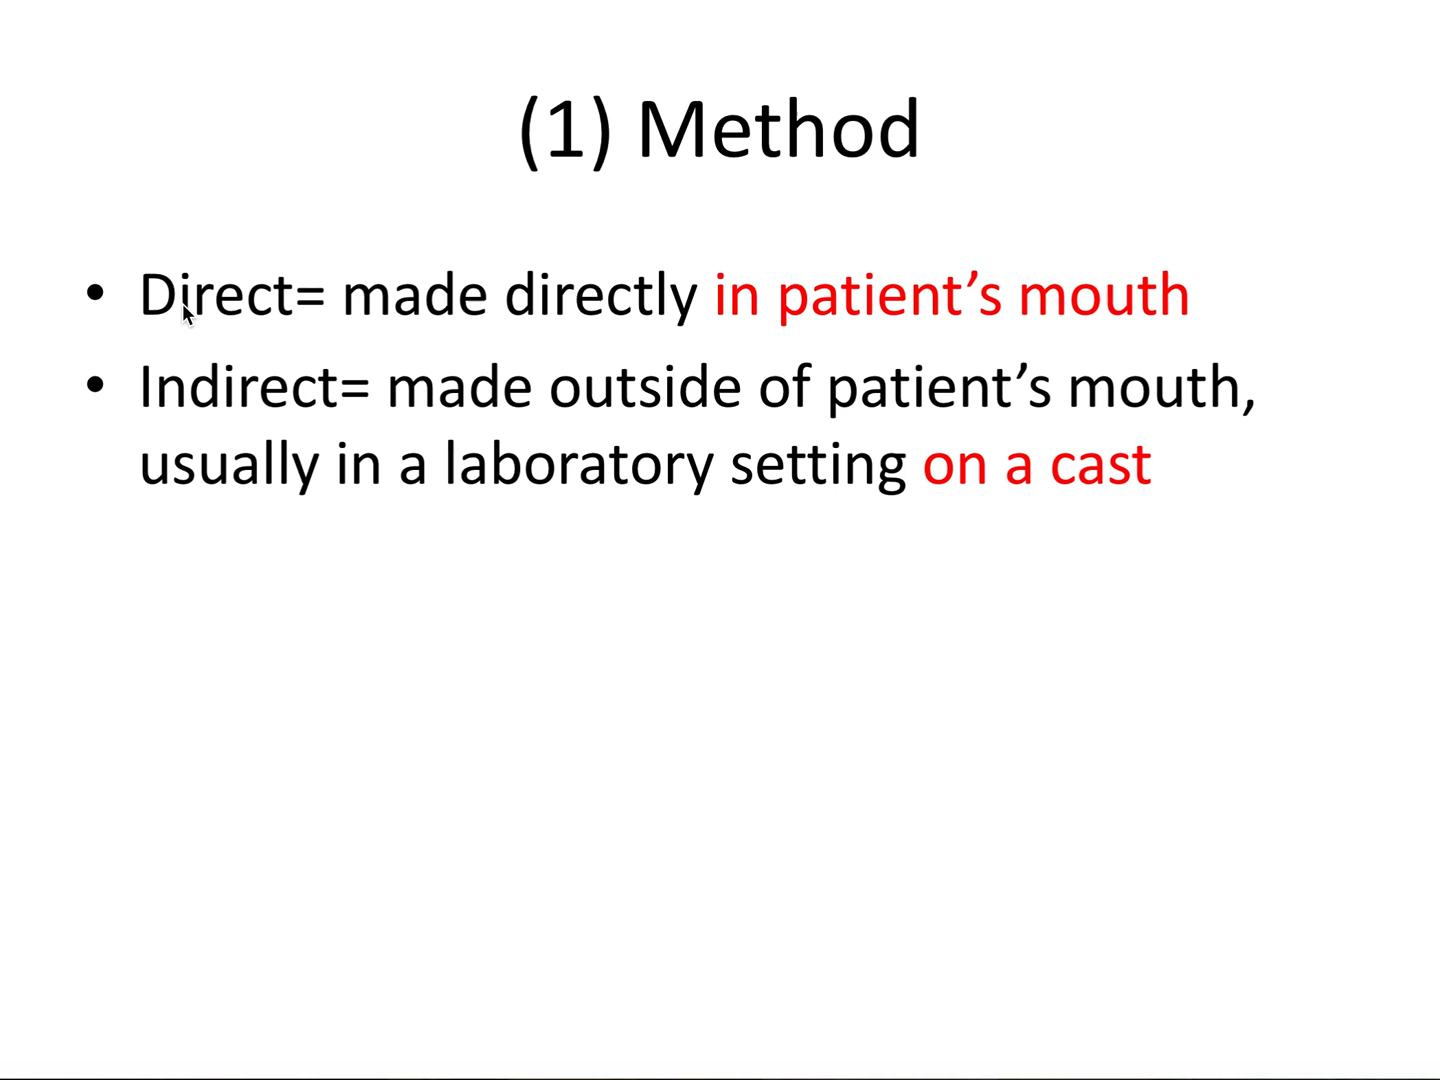 (1) Method
• Direct= made directly in patient’s mouth
• Indirect= made outside of patient’s mouth,
usually in a laboratory setting on a cast